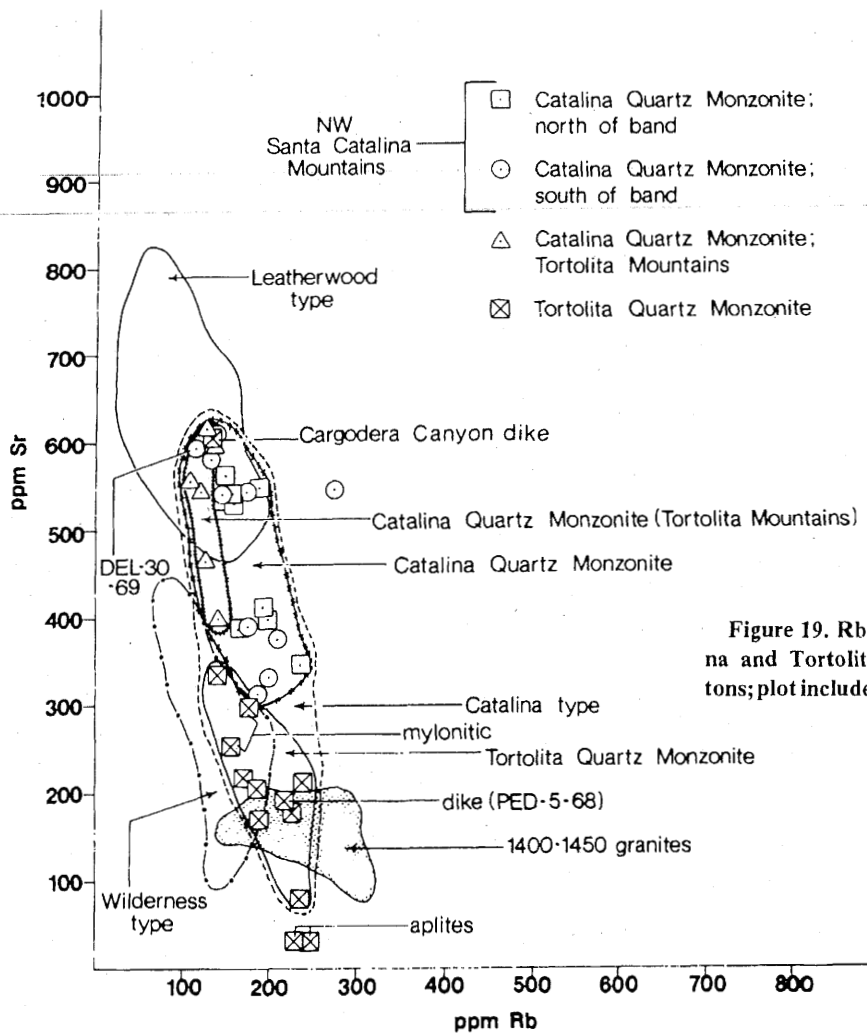 1000
900
800
700
600
500
400
300
200
100
ppm Sr
NW
Santa Catalina
Mountains
Catalina Quartz Monzonite;
north of band
Catalina Quartz Monzonite;
south of band
Catalina Quartz Monzonite;
Tortolita Mountains
Tortolita Quartz Monzonite
Leatherwood
type
Cargodera Canyon dike
Catalina Quartz Monzonite (Tortolita Mountains)
DEL-30
-69
Catalina Quartz Monzonite
Figure 19. Rb
na and Tortolit
tons; plot include
Catalina type
mylonitic
Tortolita Quartz Monzonite
dike (PED-5-68)
1400-1450 granites
Wilderness
type
aplites
100 200 300 400 500 600 700 800
ppm Rb